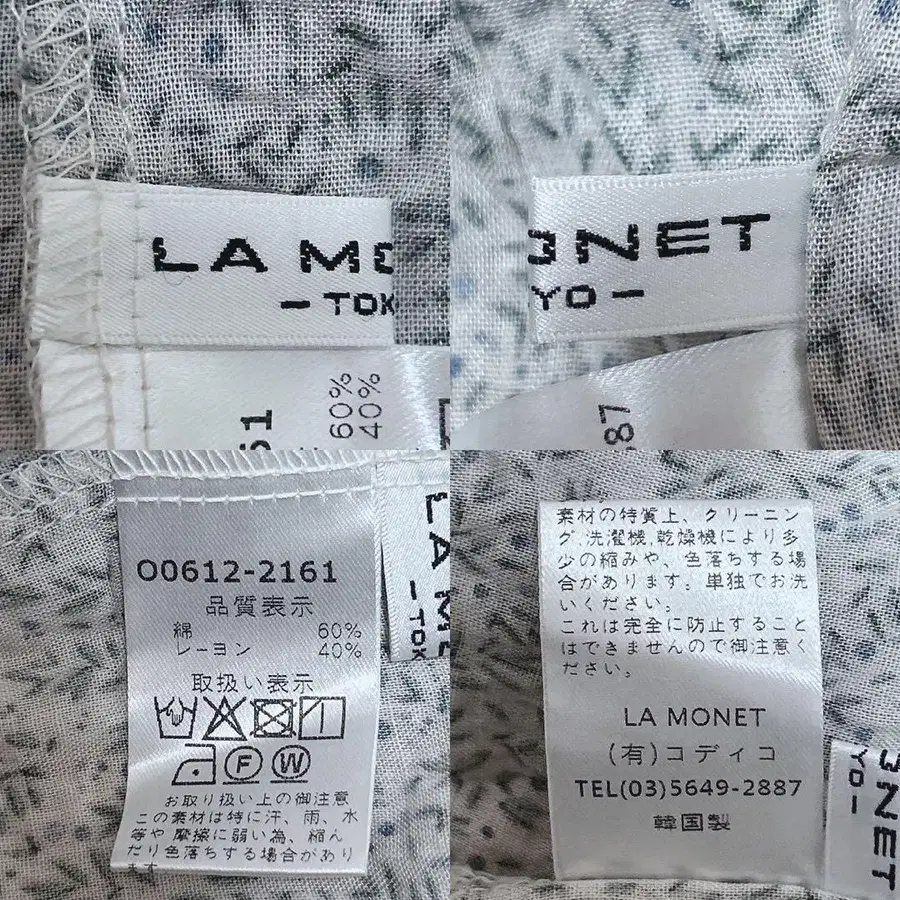 LA MO
- TOK
61
60%
40%
ONET
YO -
87
O0612-2161
品質表示
綿 60%
レーヨン 40%
取扱い表示
F W
お取り扱い上の御注意
この素材は特に汗、雨、水
等や摩擦に弱い為、縮ん
だり色落ちする場合があり
ます
LA M
- TOK
素材の特質上、クリーニン
グ,洗濯機,乾燥機により多
少の縮みや、色落ちする場
合があります。単独でお洗
いください。
これは完全に防止すること
はできませんので御注意く
ださい。
LA MONET
(有)コディコ
TEL(03)5649-2887
韓国製
ONET
YO -